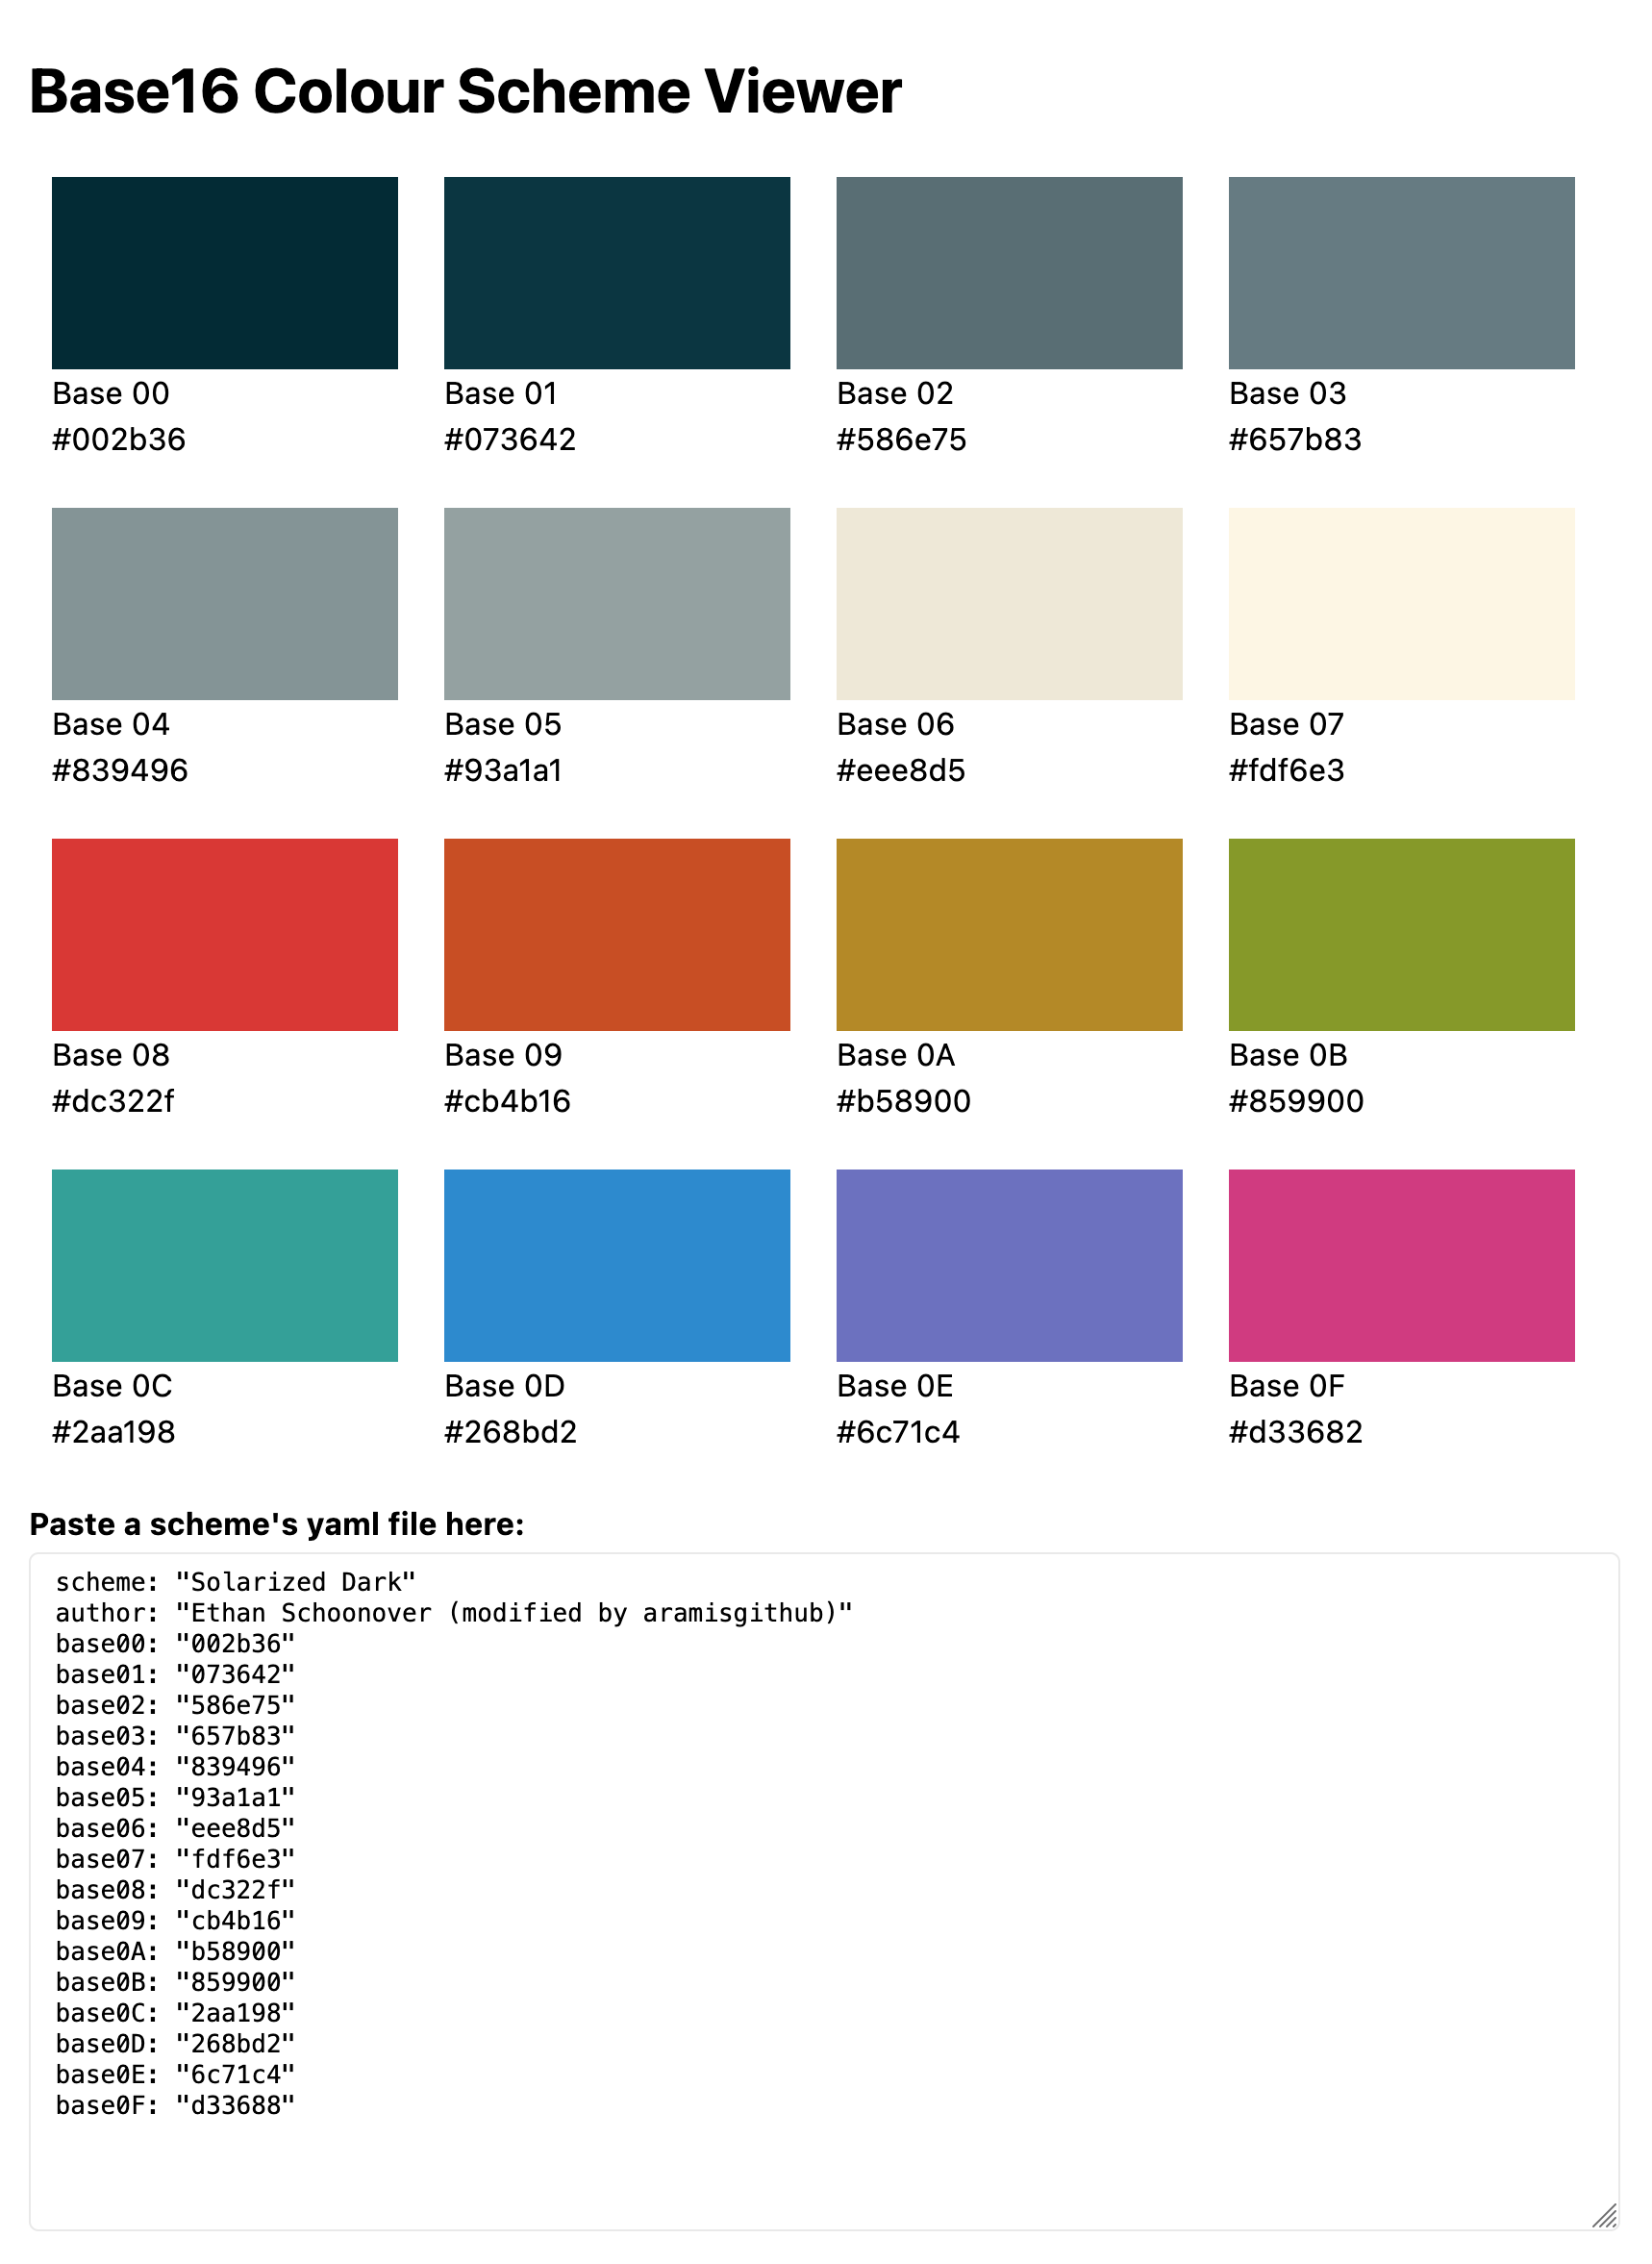 Base16 Colour Scheme Viewer
Base 00
#002b36
Base 01
#073642
Base 02
#586e75
Base 03
#657b83
Base 04
#839496
Base 05
#93a1a1
Base 06
#eee8d5
Base 07
#fdf6e3
Base 08
#dc322f
Base 09
#cb4b16
Base 0A
#b58900
Base 0B
#859900
Base 0C
#2aa198
Base 0D
#268bd2
Base 0E
#6c71c4
Base 0F
#d33682
Paste a scheme's yaml file here:
scheme: "Solarized Dark"
author: "Ethan Schoonover (modified by aramisgithub)"
base00: "002b36"
base01: "073642"
base02: "586e75"
base03: "657b83"
base04: "839496"
base05: "93a1a1"
base06: "eee8d5"
base07: "fdf6e3"
base08: "dc322f"
base09: "cb4b16"
base0A: "b58900"
base0B: "859900"
base0C: "2aa198"
base0D: "268bd2"
base0E: "6c71c4"
base0F: "d33688"